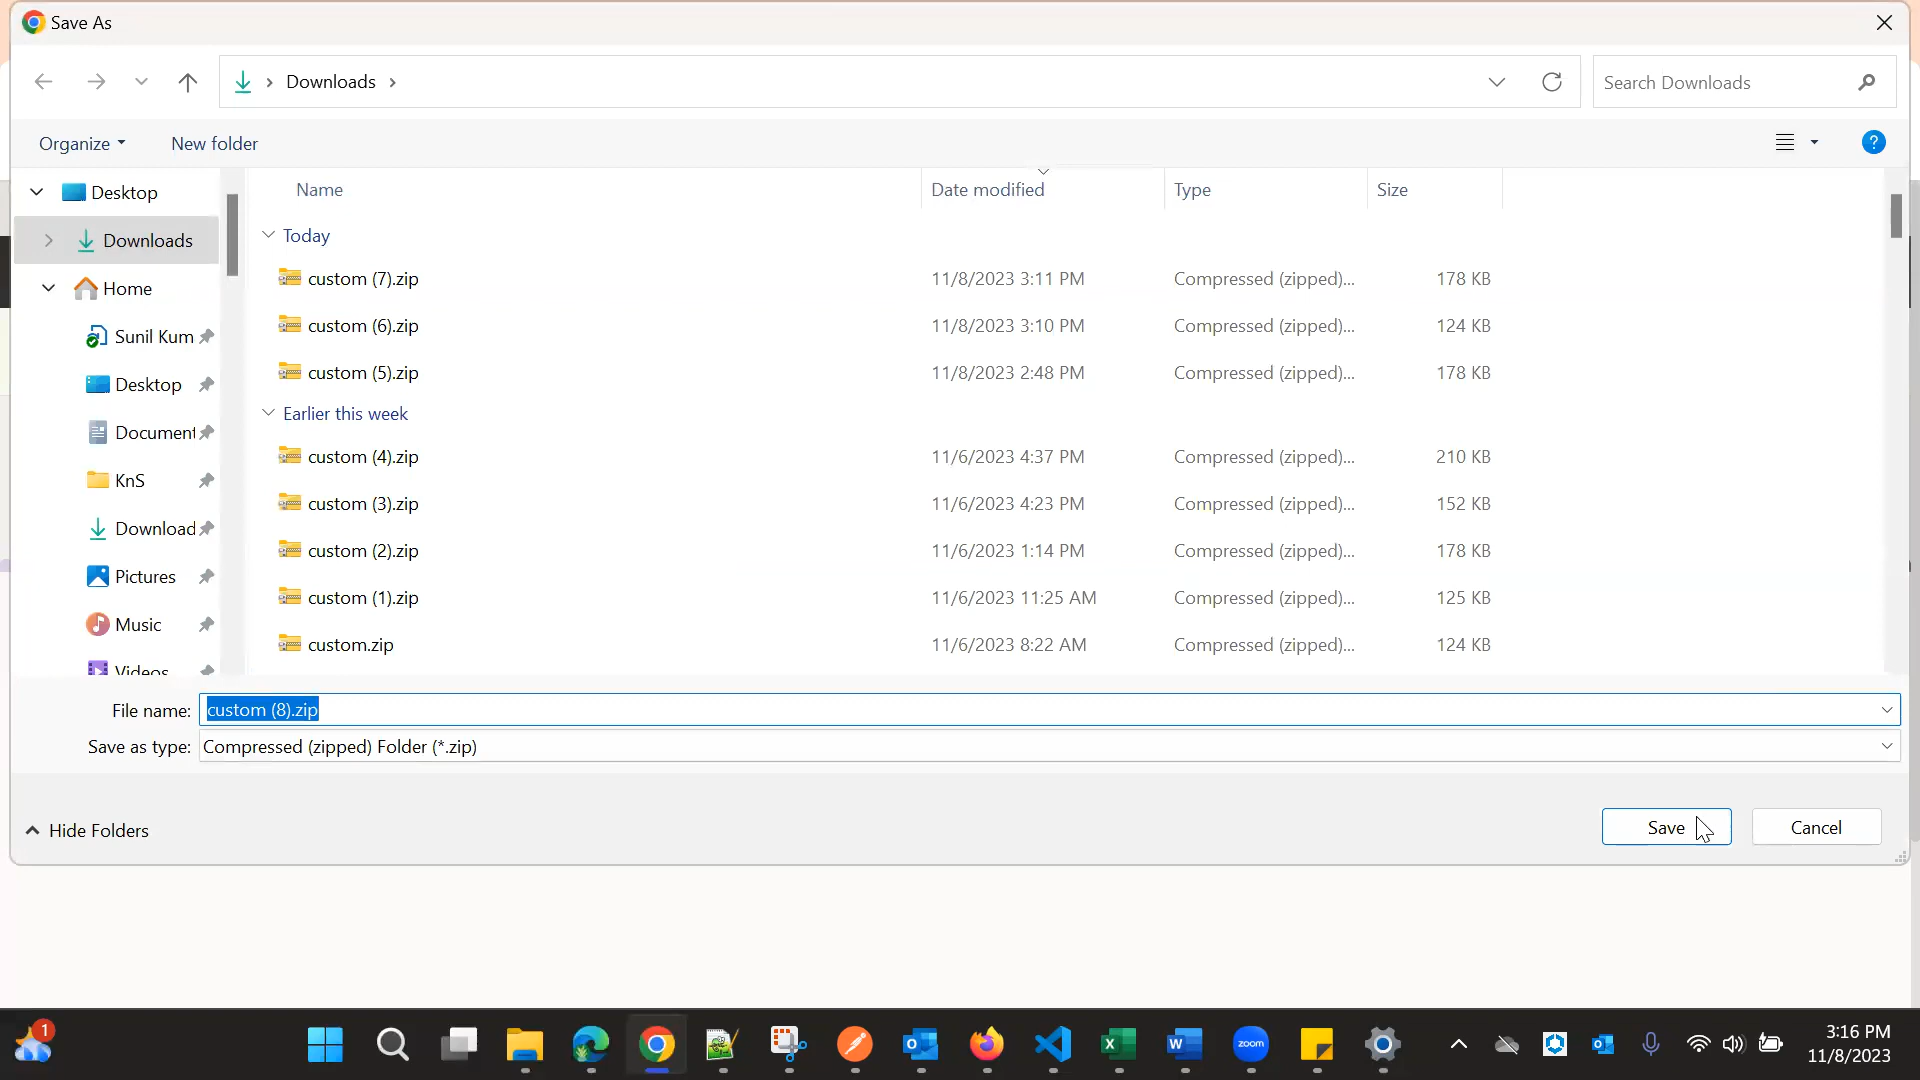 Save As
Downloads
Search Downloads
Organize
New folder
?
Desktop
Downloads
Home
Sunil Kum
Desktop
Document
KnS
Download
Pictures
Music
Videos
Name Date modified Type Size
Today
custom (7).zip 11/8/2023 3:11 PM Compressed (zipped)... 178 KB
custom (6).zip 11/8/2023 3:10 PM Compressed (zipped)... 124 KB
custom (5).zip 11/8/2023 2:48 PM Compressed (zipped)... 178 KB
Earlier this week
custom (4).zip 11/6/2023 4:37 PM Compressed (zipped)... 210 KB
custom (3).zip 11/6/2023 4:23 PM Compressed (zipped)... 152 KB
custom (2).zip 11/6/2023 1:14 PM Compressed (zipped)... 178 KB
custom (1).zip 11/6/2023 11:25 AM Compressed (zipped)... 125 KB
custom.zip 11/6/2023 8:22 AM Compressed (zipped)... 124 KB
File name: custom (8).zip
Save as type: Compressed (zipped) Folder (*.zip)
Hide Folders
Save
Cancel
1
zoom
3:16 PM
11/8/2023